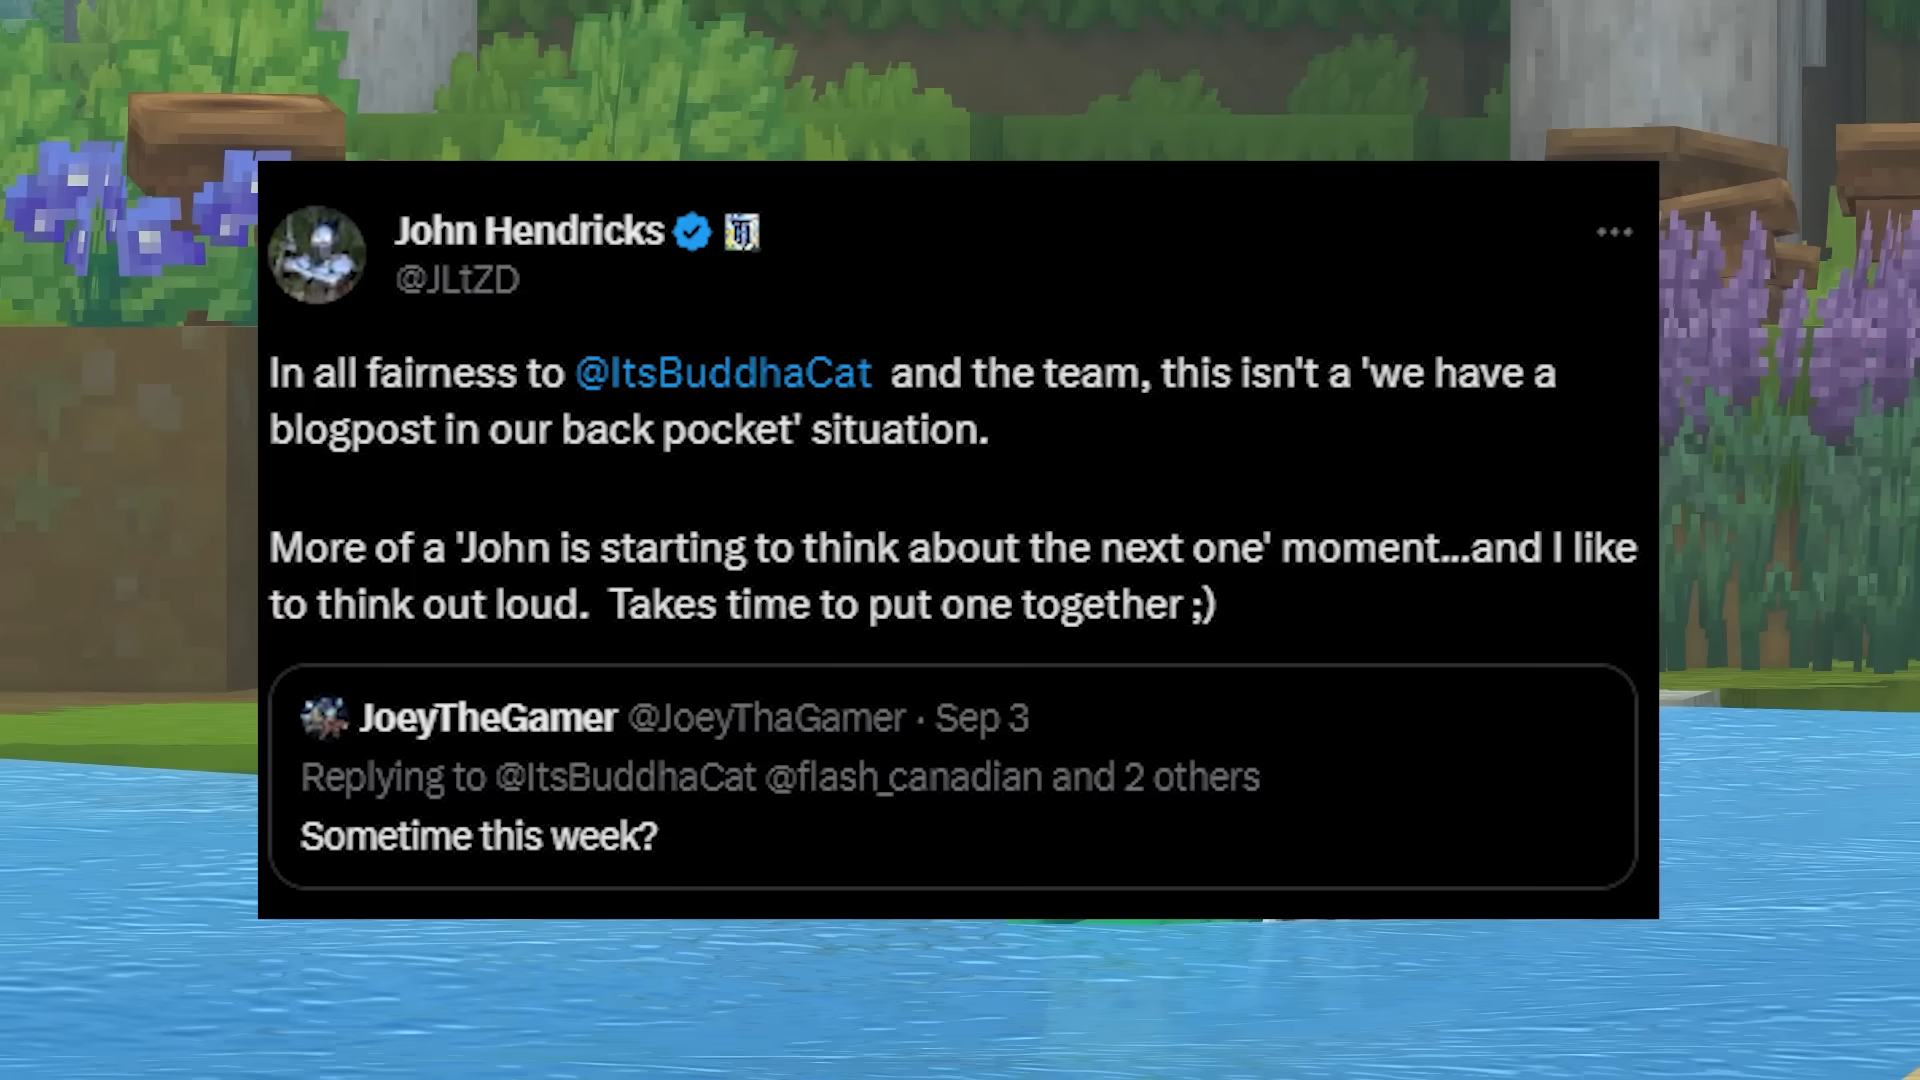 John Hendricks
@JLtZD
In all fairness to @ItsBuddhaCat and the team, this isn't a 'we have a
blogpost in our back pocket' situation.
More of a 'John is starting to think about the next one' moment...and I like
to think out loud. Takes time to put one together ;)
JoeyTheGamer @JoeyThaGamer · Sep 3
Replying to @ItsBuddhaCat @flash_canadian and 2 others
Sometime this week?